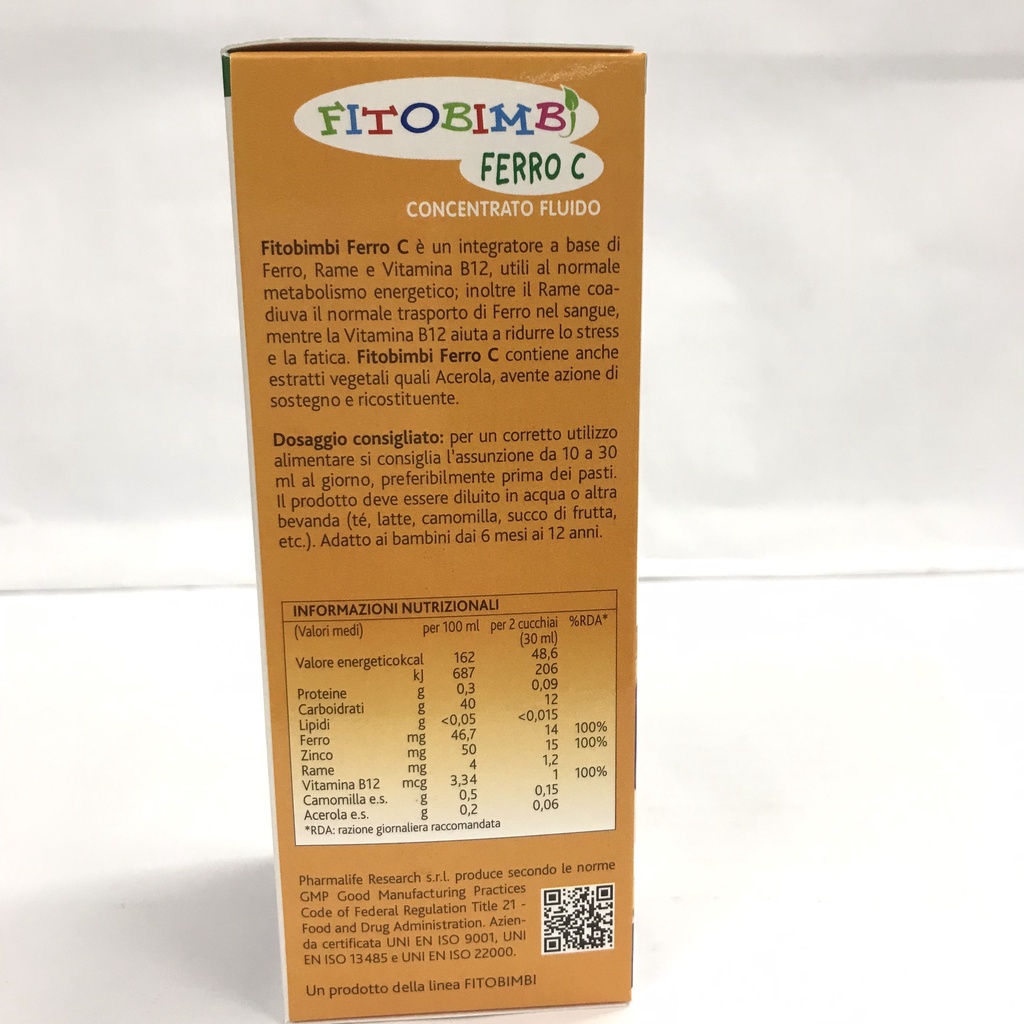 FITOBIMBI
FERRO C
CONCENTRATO FLUIDO
Fitobimbi Ferro C è un integratore a base di
Ferro, Rame e Vitamina B12, utili al normale
metabolismo energetico; inoltre il Rame coa-
diuva il normale trasporto di Ferro nel sangue,
mentre la Vitamina B12 aiuta a ridurre lo stress
e la fatica. Fitobimbi Ferro C contiene anche
estratti vegetali quali Acerola, avente azione di
sostegno e ricostituente.
Dosaggio consigliato: per un corretto utilizzo
alimentare si consiglia l'assunzione da 10 a 30
ml al giorno, preferibilmente prima dei pasti.
Il prodotto deve essere diluito in acqua o altra
bevanda (té, latte, camomilla, succo di frutta,
etc.). Adatto ai bambini dai 6 mesi ai 12 anni.
INFORMAZIONI NUTRIZIONALI
(Valori medi) per 100 ml per 2 cucchiai %RDA*
(30 ml)
Valore energeticokcal 162 48,6
kJ 687 206
Proteine g 0,3 0,09
Carboidrati g 40 12
Lipidi g <0,05 <0,015
Ferro mg 46,7 14 100%
Zinco mg 50 15 100%
Rame mg 4 1,2
Vitamina B12 mcg 3,34 1 100%
Camomilla e.s. g 0,5 0,15
Acerola e.s. g 0,2 0,06
*RDA: razione giornaliera raccomandata
Pharmalife Research s.r.l. produce secondo le norme
GMP Good Manufacturing Practices
Code of Federal Regulation Title 21 -
Food and Drug Administration. Azien-
da certificata UNI EN ISO 9001, UNI
EN ISO 13485 e UNI EN ISO 22000.
Un prodotto della linea FITOBIMBI